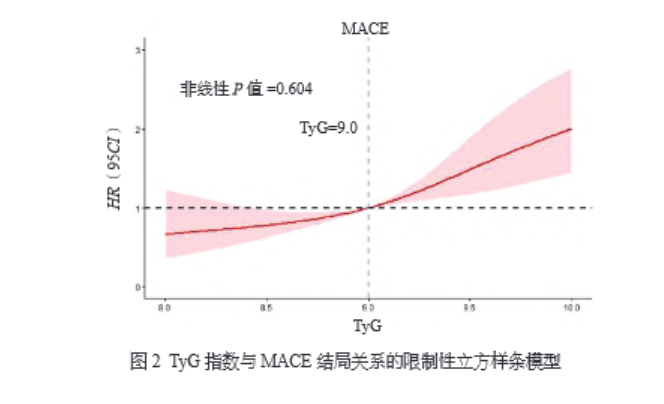 MACE
3
非线性 P 值 =0.604
2
TyG=9.0
HR（95CI）
1
0
8.0 8.5 9.0 9.5 10.0
TyG
图 2 TyG 指数与 MACE 结局关系的限制性立方样条模型